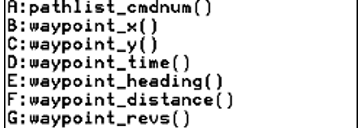 A:pathlist_cmdnum()
B:waypoint_x()
C:waypoint_y()
D:waypoint_time()
E:waypoint_heading()
F:waypoint_distance()
G:waypoint_revs()